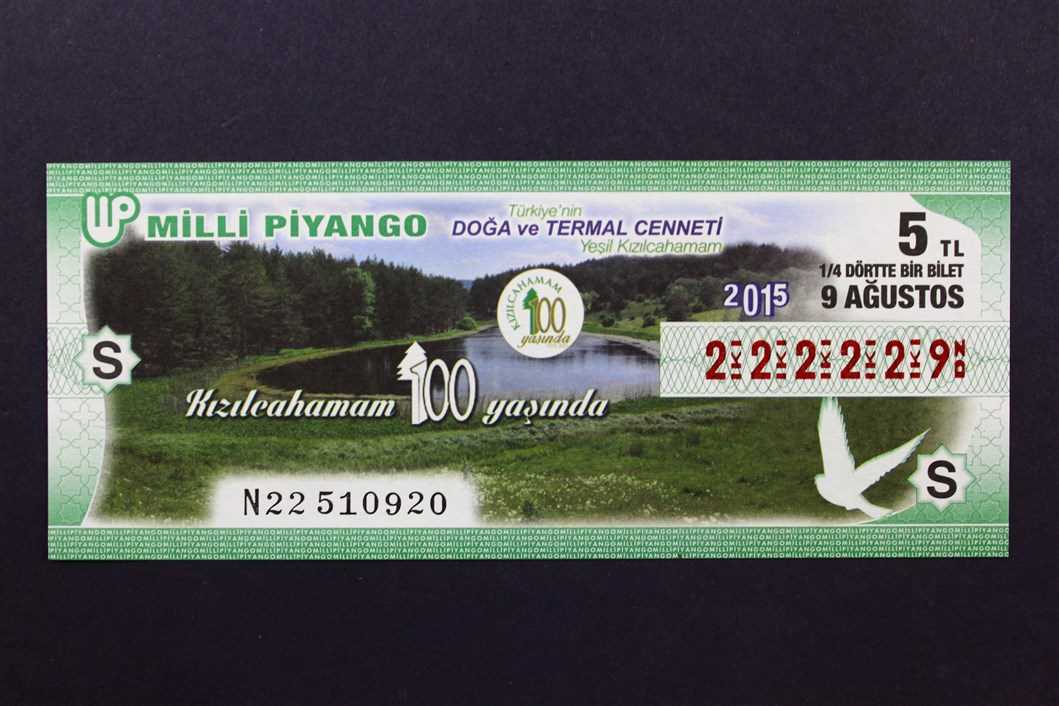 MİLLİ PİYANGO
Türkiye'nin
DOĞA ve TERMAL CENNETİ
Yeşil Kızılcahamam
5 TL
1/4 DÖRTTE BİR BİLET
2015
9 AĞUSTOS
KIZILCAHAMAM
100
yaşında
222229
S
Kızılcahamam 100 yaşında
S
N22 510920